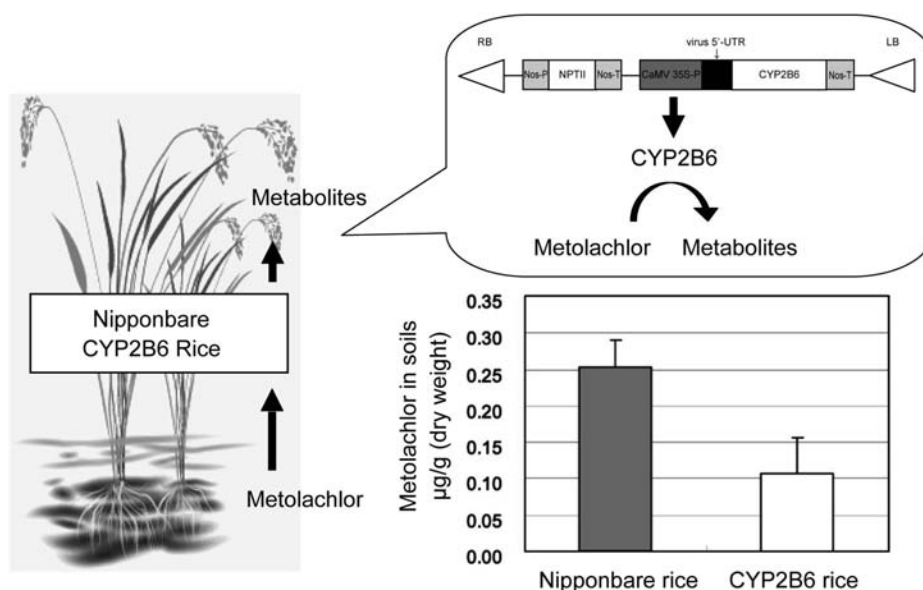 RB
virus 5'-UTR
LB
Nos-P NPTII Nos-T CaMV 35S-P CYP2B6 Nos-T
CYP2B6
Metolachlor Metabolites
Metabolites
Nipponbare
CYP2B6 Rice
Metolachlor
Metolachlor in soils
µg/g (dry weight)
0.35
0.30
0.25
0.20
0.15
0.10
0.05
0.00
Nipponbare rice CYP2B6 rice